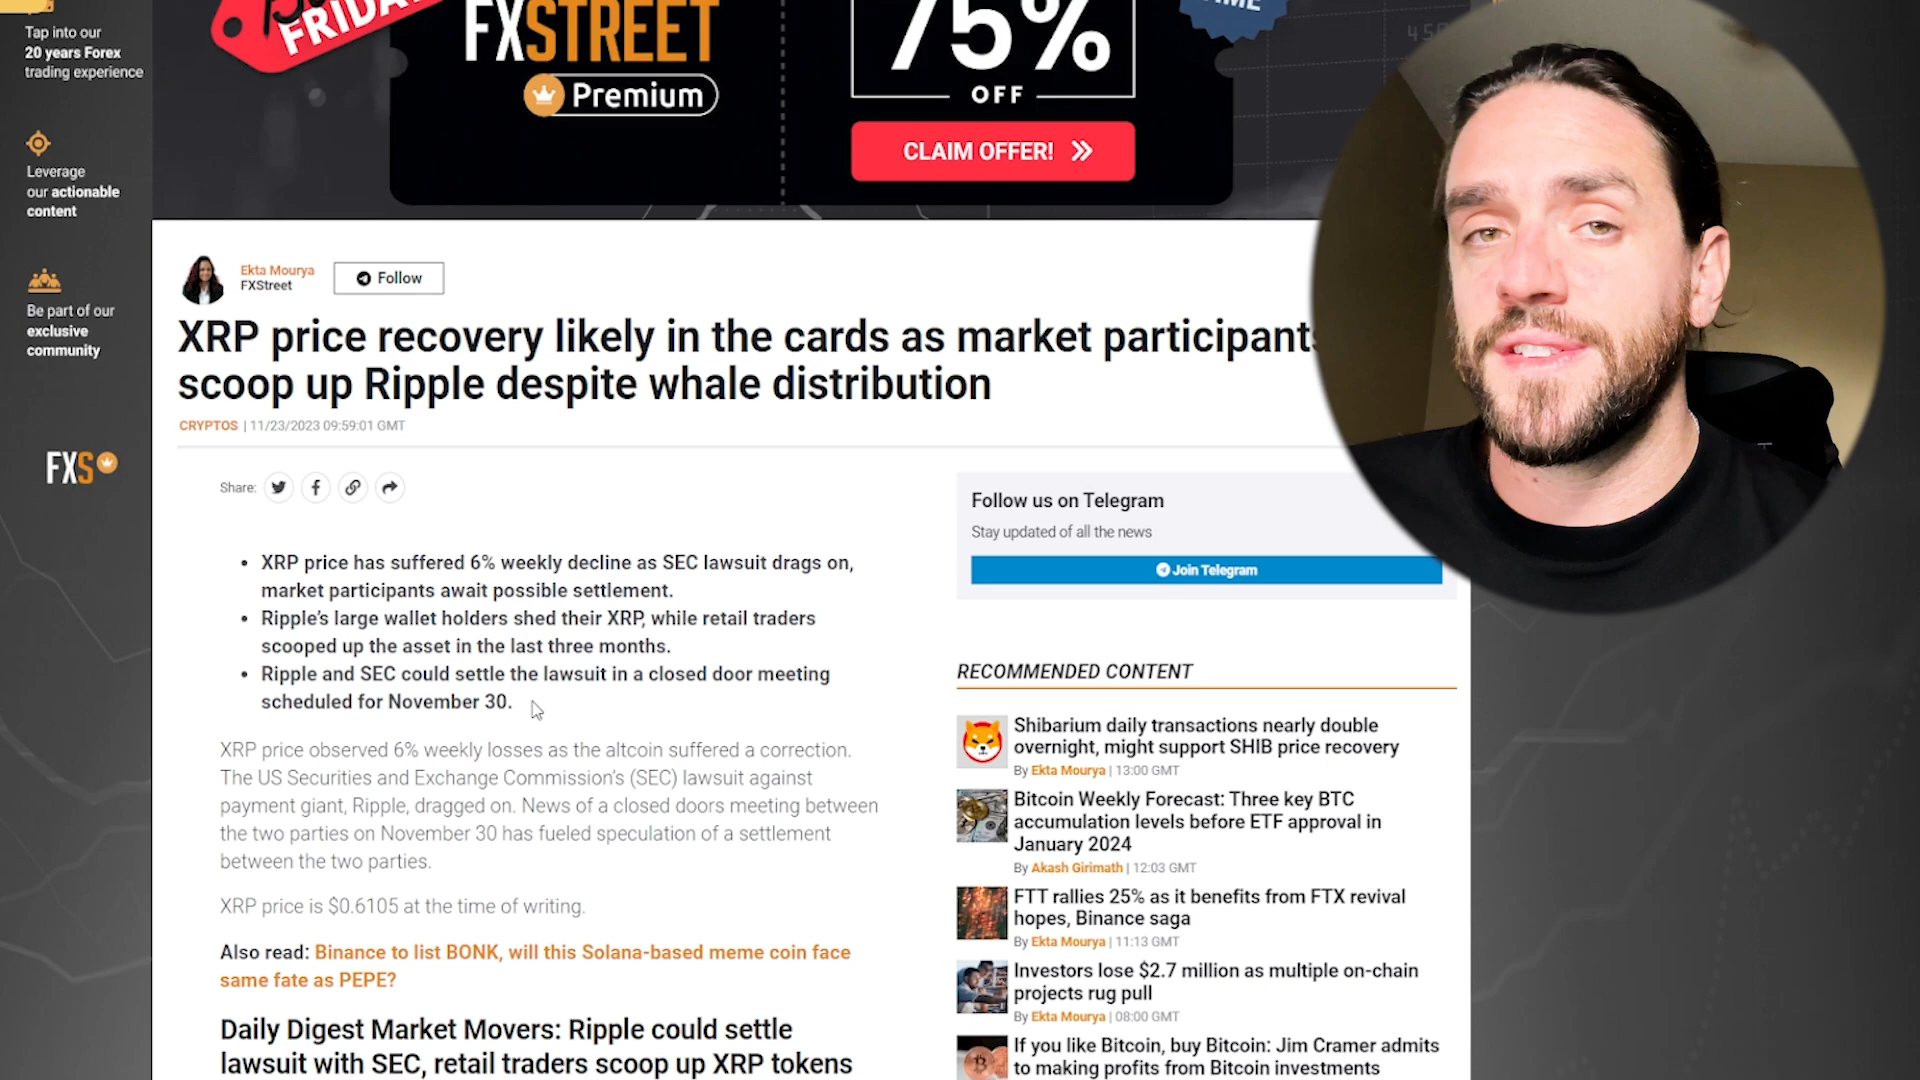 Tap into our
20 years Forex
trading experience
Leverage
our actionable
content
Be part of our
exclusive
community
FXS
FRIDAY
FXSTREET
Premium
75%
OFF
CLAIM OFFER!
Ekta Mourya
FXStreet
Follow
XRP price recovery likely in the cards as market participants
scoop up Ripple despite whale distribution
CRYPTOS | 11/23/2023 09:59:01 GMT
Share:
• XRP price has suffered 6% weekly decline as SEC lawsuit drags on,
market participants await possible settlement.
• Ripple's large wallet holders shed their XRP, while retail traders
scooped up the asset in the last three months.
• Ripple and SEC could settle the lawsuit in a closed door meeting
scheduled for November 30.
XRP price observed 6% weekly losses as the altcoin suffered a correction.
The US Securities and Exchange Commission's (SEC) lawsuit against
payment giant, Ripple, dragged on. News of a closed doors meeting between
the two parties on November 30 has fueled speculation of a settlement
between the two parties.
XRP price is $0.6105 at the time of writing.
Also read: Binance to list BONK, will this Solana-based meme coin face
same fate as PEPE?
Daily Digest Market Movers: Ripple could settle
lawsuit with SEC, retail traders scoop up XRP tokens
Follow us on Telegram
Stay updated of all the news
Join Telegram
RECOMMENDED CONTENT
Shibarium daily transactions nearly double
overnight, might support SHIB price recovery
By Ekta Mourya | 13:00 GMT
Bitcoin Weekly Forecast: Three key BTC
accumulation levels before ETF approval in
January 2024
By Akash Girimath | 12:03 GMT
FTT rallies 25% as it benefits from FTX revival
hopes, Binance saga
By Ekta Mourya | 11:13 GMT
Investors lose $2.7 million as multiple on-chain
projects rug pull
By Ekta Mourya | 08:00 GMT
If you like Bitcoin, buy Bitcoin: Jim Cramer admits
to making profits from Bitcoin investments